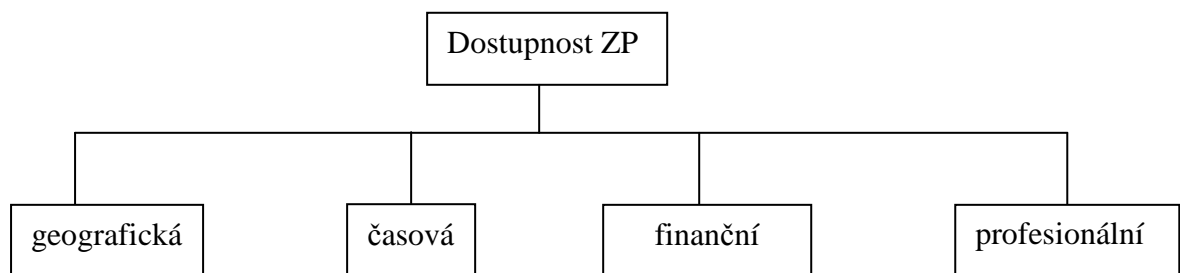 Dostupnost ZP
geografická
časová
finanční
profesionální